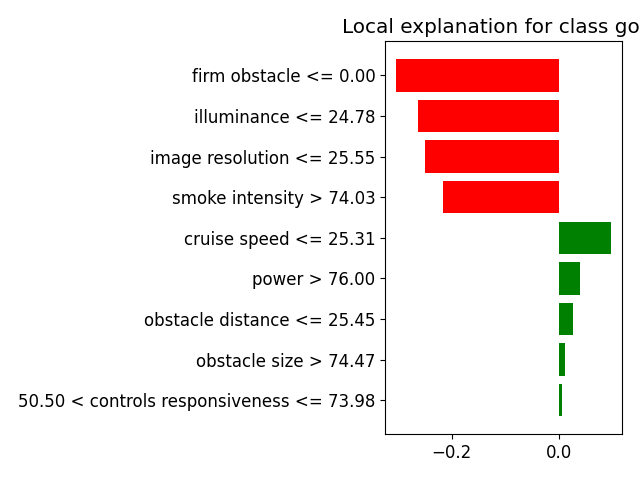 Local explanation for class go
firm obstacle <= 0.00
illuminance <= 24.78
image resolution <= 25.55
smoke intensity > 74.03
cruise speed <= 25.31
power > 76.00
obstacle distance <= 25.45
obstacle size > 74.47
50.50 < controls responsiveness <= 73.98
−0.2 0.0